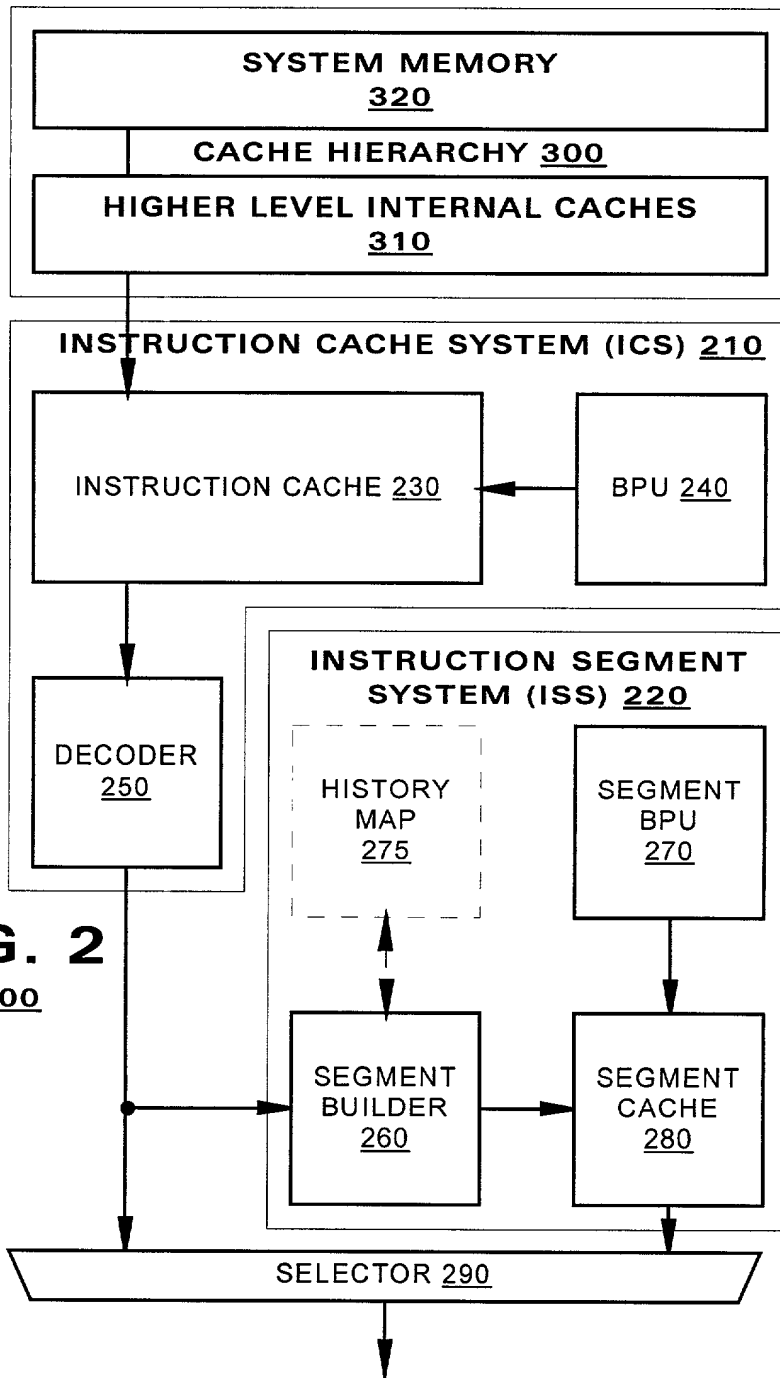 SYSTEM MEMORY
320
CACHE HIERARCHY 300
HIGHER LEVEL INTERNAL CACHES
310
INSTRUCTION CACHE SYSTEM (ICS) 210
INSTRUCTION CACHE 230
BPU 240
INSTRUCTION SEGMENT
SYSTEM (ISS) 220
DECODER
250
HISTORY
MAP
275
SEGMENT
BPU
270
G. 2
00
SEGMENT
BUILDER
260
SEGMENT
CACHE
280
SELECTOR 290